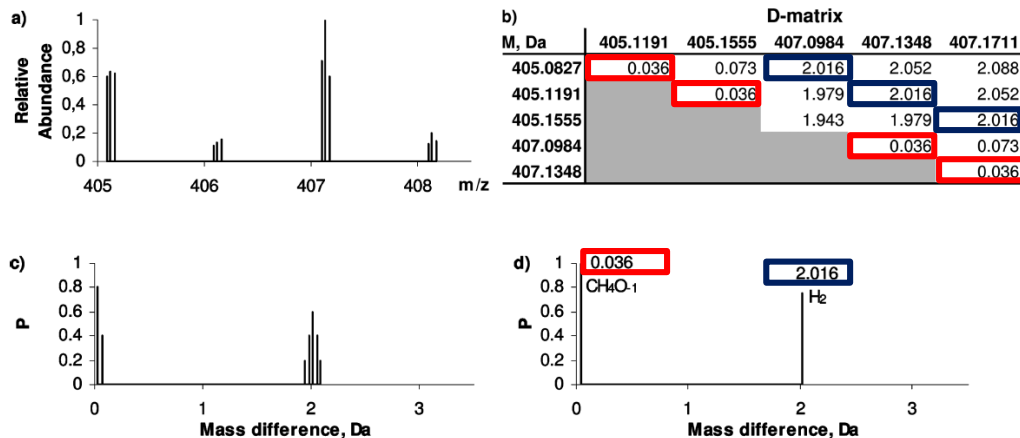 a)
Relative
Abundance
1
0,8
0,6
0,4
0,2
0
405
406
407
408
m/z
b)
D-matrix
M, Da 405.1191 405.1555 407.0984 407.1348 407.1711
405.0827 0.036 0.073 2.016 2.052 2.088
405.1191 0.036 1.979 2.016 2.052
405.1555 1.943 1.979 2.016
407.0984 0.036 0.073
407.1348 0.036
c)
P
1
0.8
0.6
0.4
0.2
0
0
1
2
3
Mass difference, Da
d)
P
1
0.8
0.6
0.4
0.2
0
0.036
CH4O-1
2.016
H2
0
1
2
3
Mass difference, Da